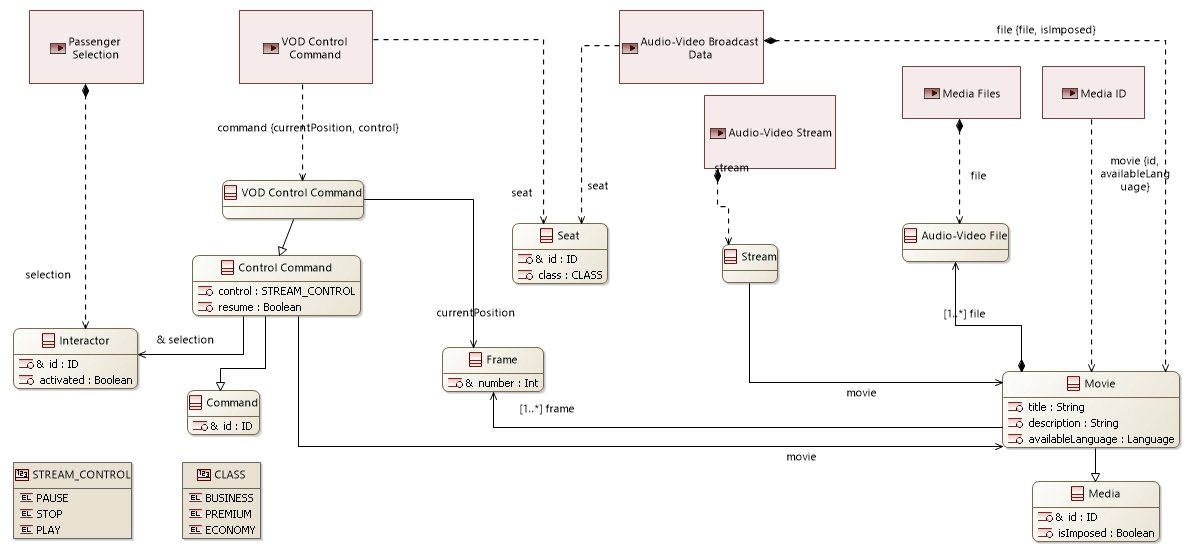 Passenger
Selection
VOD Control
Command
Audio-Video Broadcast
Data
file {file, isImposed}
Media Files
Media ID
Audio-Video Stream
stream
command {currentPosition, control}
movie {id,
availableLang
uage}
file
seat
seat
VOD Control Command
Seat
& id : ID
class : CLASS
Audio-Video File
Stream
Control Command
control : STREAM_CONTROL
resume : Boolean
selection
currentPosition
[1..*] file
Interactor
& id : ID
activated : Boolean
& selection
Frame
& number : Int
Command
& id : ID
[1..*] frame
movie
Movie
title : String
description : String
availableLanguage : Language
movie
STREAM_CONTROL
PAUSE
STOP
PLAY
CLASS
BUSINESS
PREMIUM
ECONOMY
Media
& id : ID
isImposed : Boolean